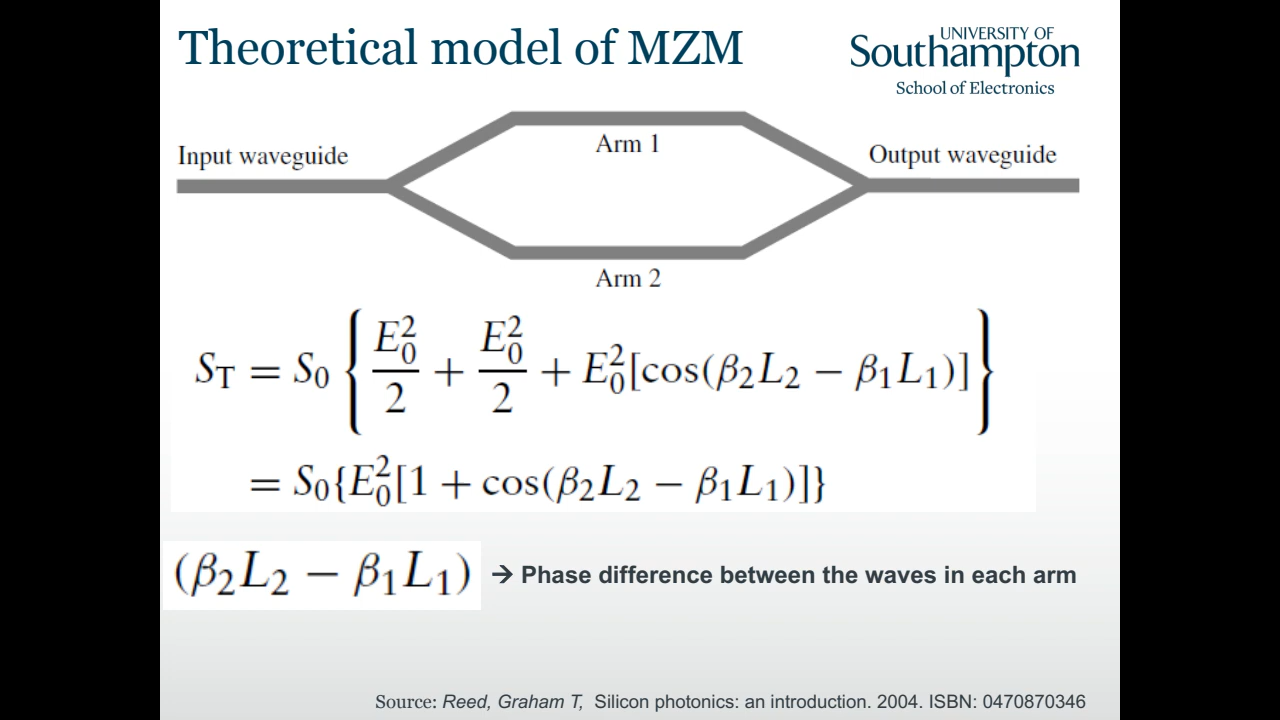 Theoretical model of MZM
UNIVERSITY OF
Southampton
School of Electronics
Input waveguide
Arm 1
Output waveguide
Arm 2
S_T = S_0 { E_0^2/2 + E_0^2/2 + E_0^2[cos(β_2L_2 − β_1L_1)] }
= S_0{E_0^2[1 + cos(β_2L_2 − β_1L_1)]}
(β_2L_2 − β_1L_1) → Phase difference between the waves in each arm
Source: Reed, Graham T, Silicon photonics: an introduction. 2004. ISBN: 0470870346